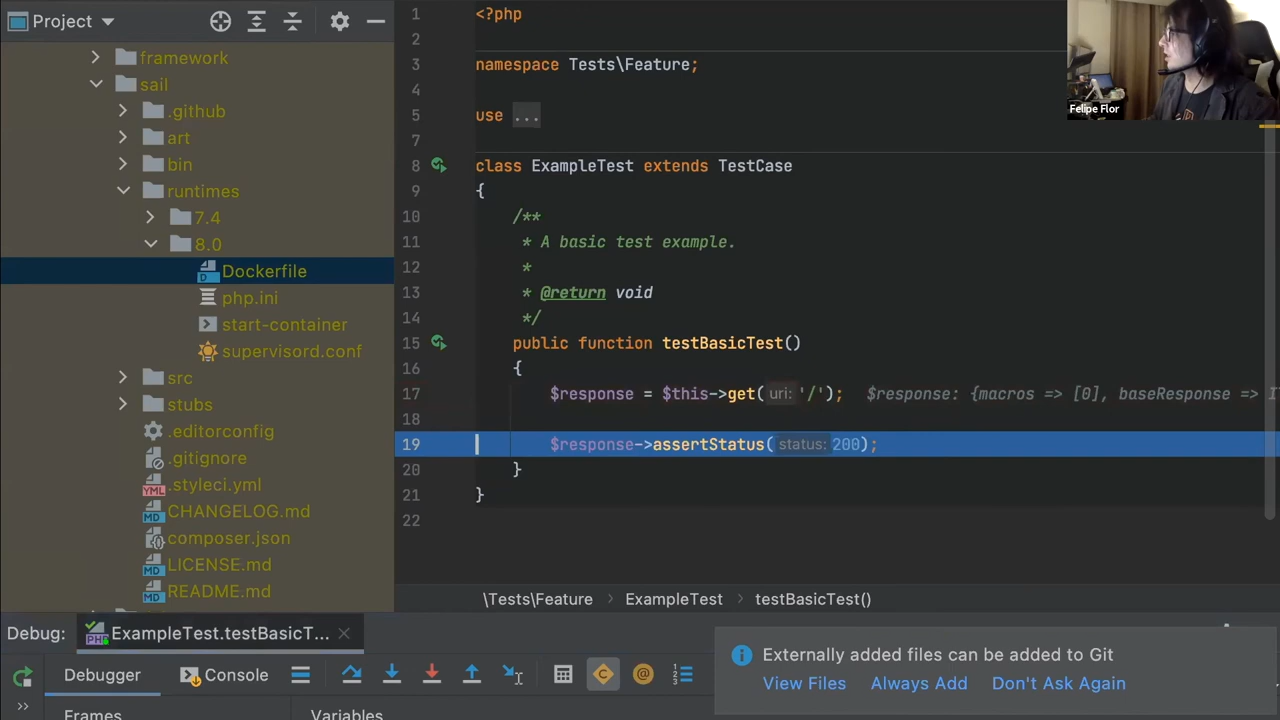 Project
framework
sail
.github
art
bin
runtimes
7.4
8.0
Dockerfile
php.ini
start-container
supervisord.conf
src
stubs
.editorconfig
.gitignore
.styleci.yml
CHANGELOG.md
composer.json
LICENSE.md
README.md
1 <?php
2
3 namespace Tests\Feature;
4
5 use ...
7
8 class ExampleTest extends TestCase
9 {
10 /**
11 * A basic test example.
12 *
13 * @return void
14 */
15 public function testBasicTest()
16 {
17 $response = $this->get( uri: '/'); $response: {macros => [0], baseResponse =>
18
19 $response->assertStatus( status: 200);
20 }
21 }
22
Felipe Flor
\Tests\Feature > ExampleTest > testBasicTest()
Debug: ExampleTest.testBasicT...
Debugger Console
Frames Variables
Externally added files can be added to Git
View Files Always Add Don't Ask Again